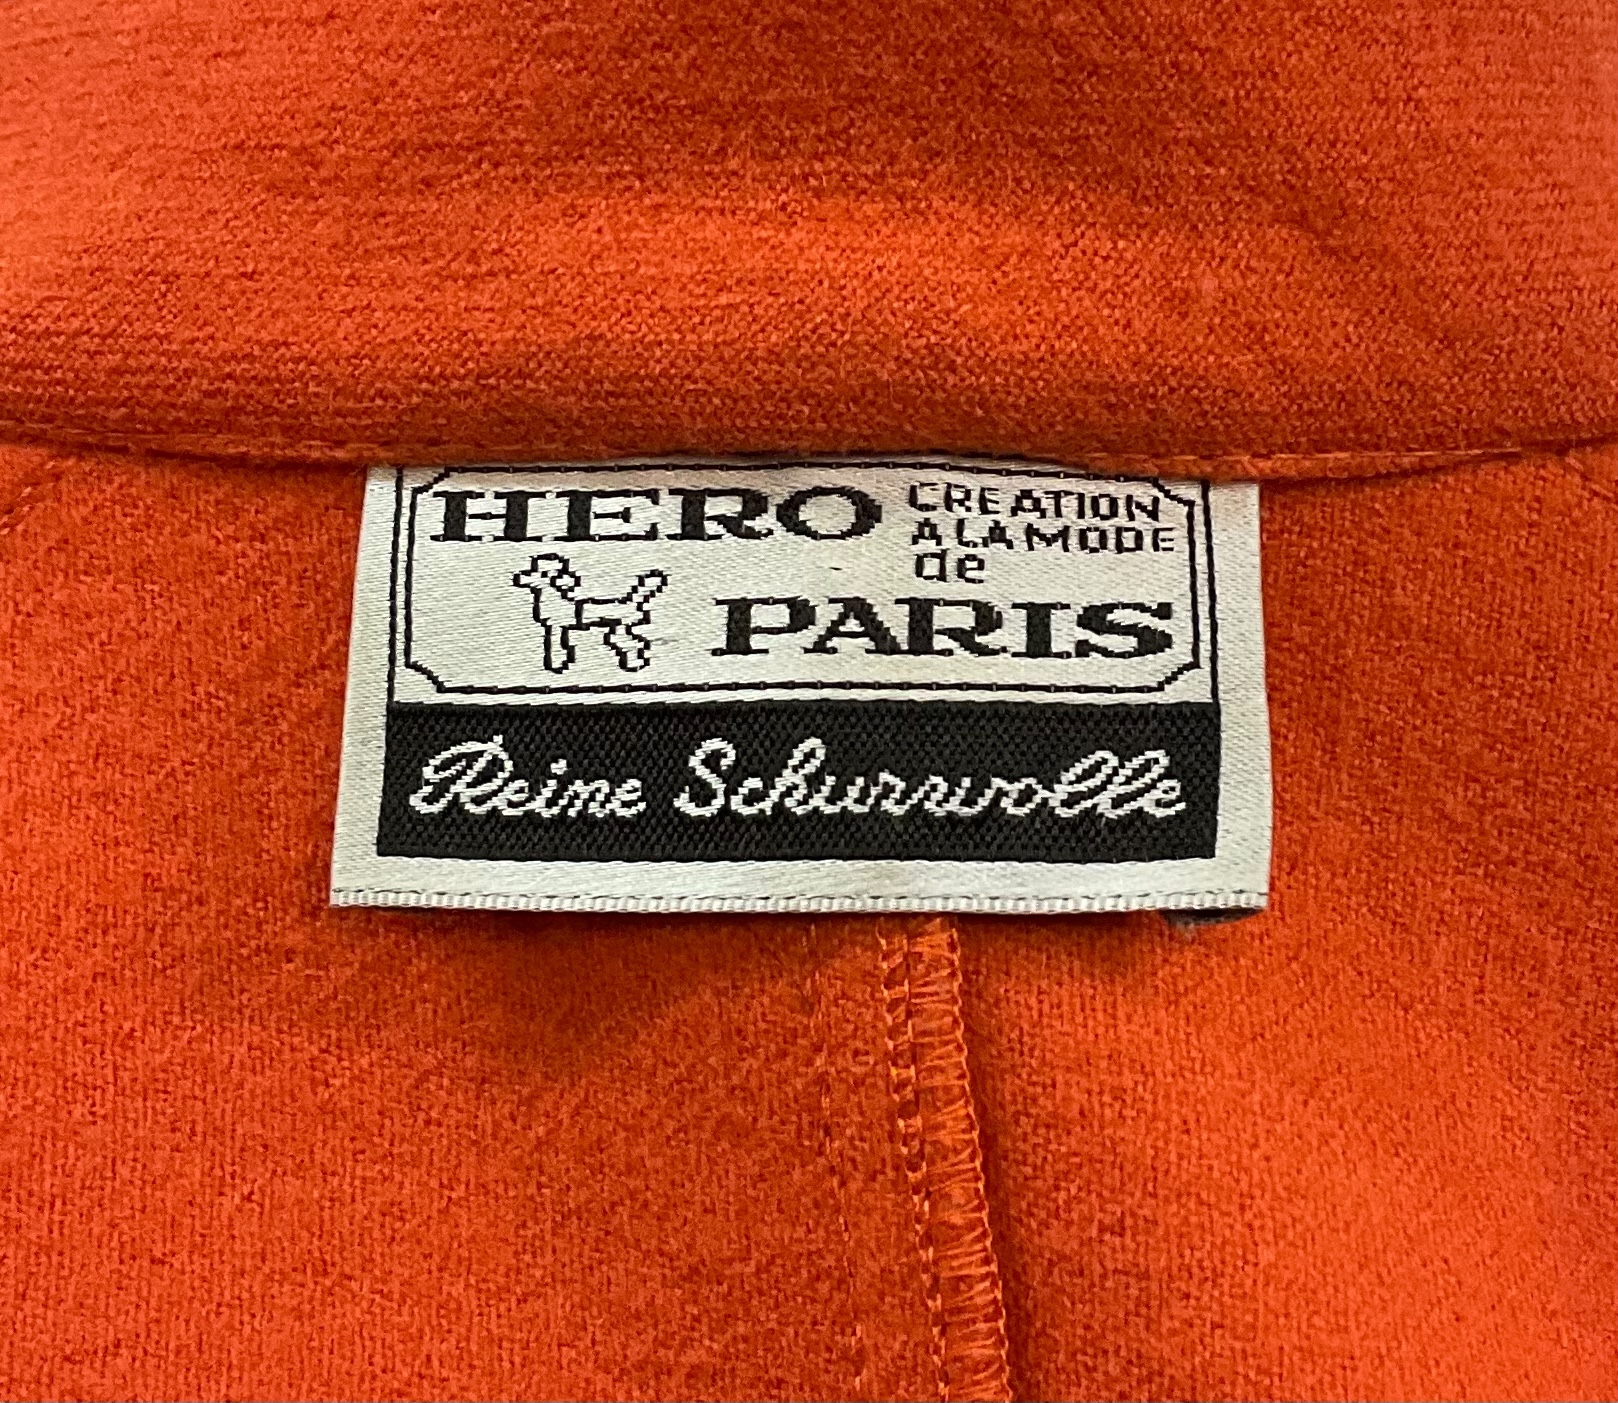 HERO CREATION
A LA MODE
de
PARIS
Reine Schurwolle